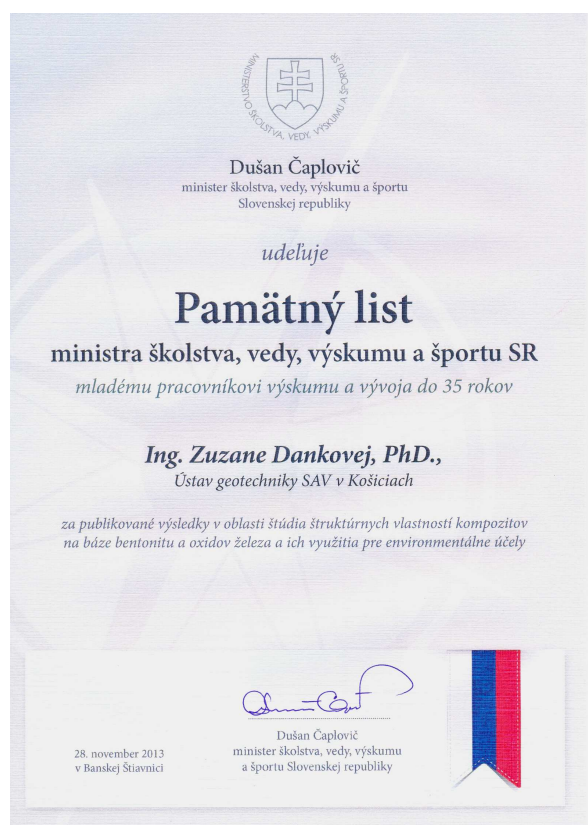 MINISTERSTVO ŠKOLSTVA, VEDY, VÝSKUMU A ŠPORTU SR
Dušan Čaplovič
minister školstva, vedy, výskumu a športu
Slovenskej republiky
udeľuje
Pamätný list
ministra školstva, vedy, výskumu a športu SR
mladému pracovníkovi výskumu a vývoja do 35 rokov
Ing. Zuzane Dankovej, PhD.,
Ústav geotechniky SAV v Košiciach
za publikované výsledky v oblasti štúdia štruktúrnych vlastností kompozitov
na báze bentonitu a oxidov železa a ich využitia pre environmentálne účely
28. november 2013
v Banskej Štiavnici
Dušan Čaplovič
minister školstva, vedy, výskumu
a športu Slovenskej republiky